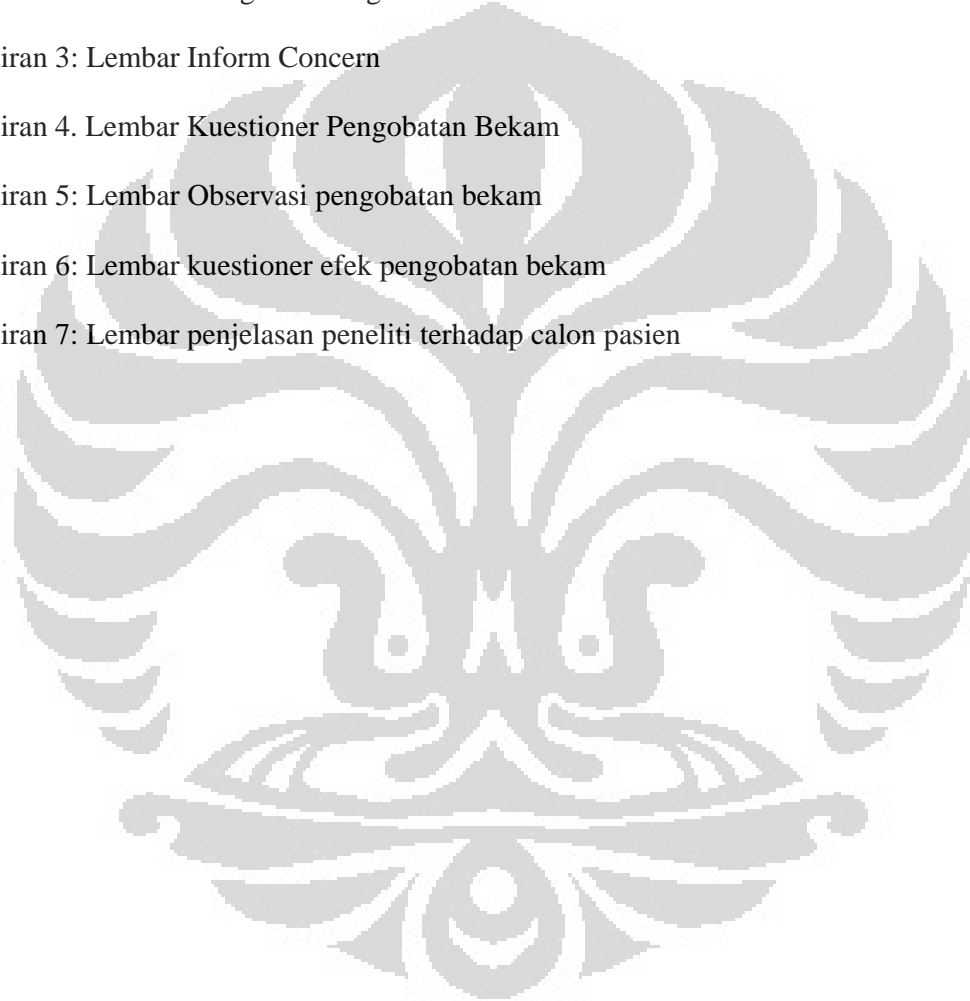 iran 3: Lembar Inform Concern
iran 4. Lembar Kuestioner Pengobatan Bekam
iran 5: Lembar Observasi pengobatan bekam
iran 6: Lembar kuestioner efek pengobatan bekam
iran 7: Lembar penjelasan peneliti terhadap calon pasien